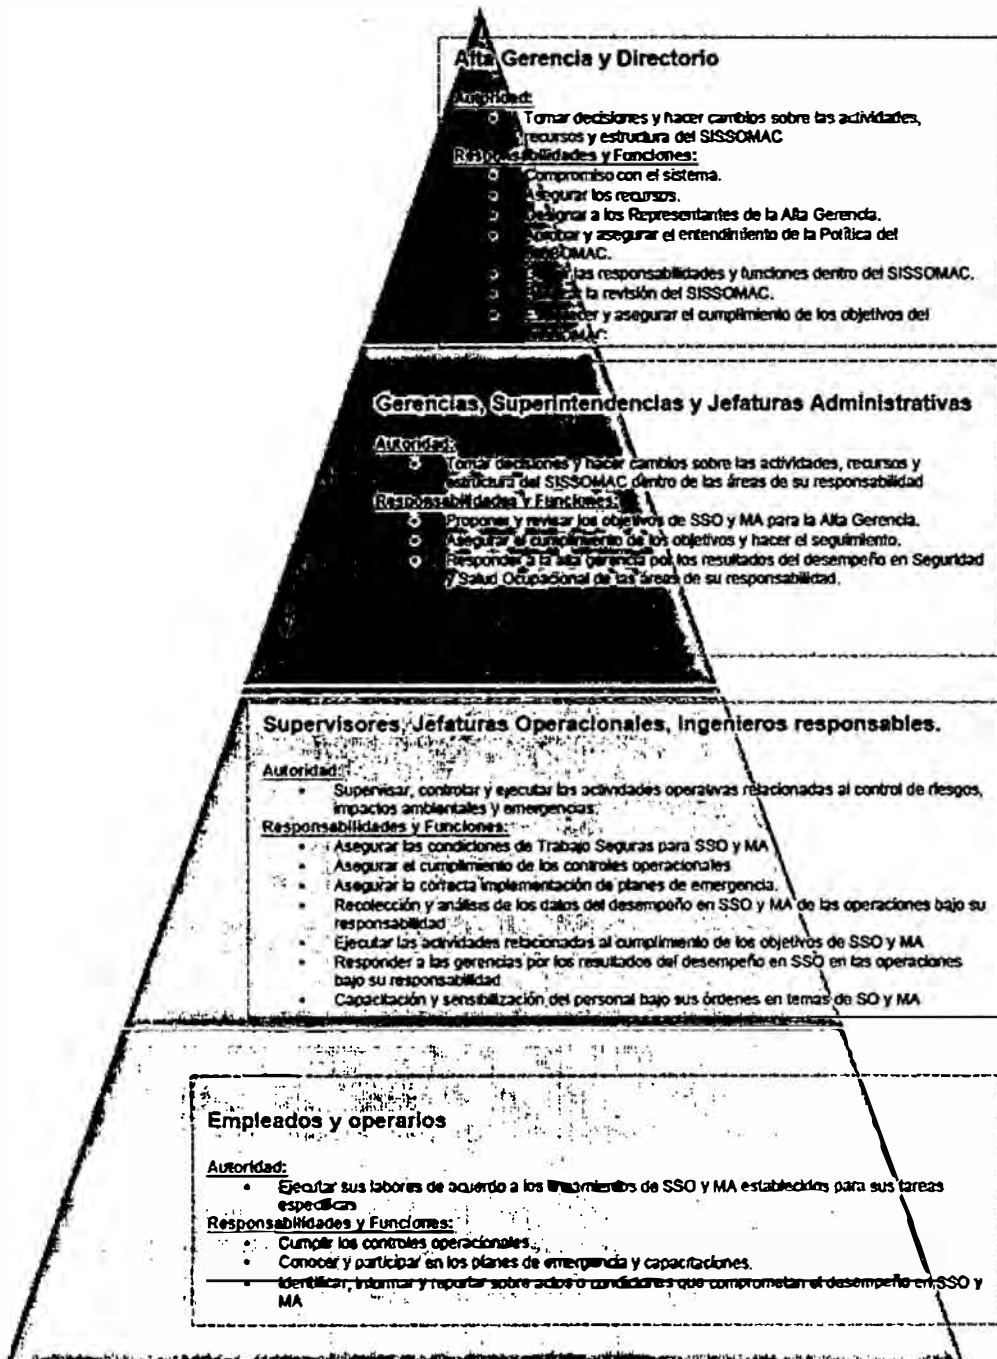 Alta Gerencia y Directorio
Autoridad:
Tomar decisiones y hacer cambios sobre las actividades,
recursos y estructura del SISSOMAC
Responsabilidades y Funciones:
Compromiso con el sistema.
Asegurar los recursos.
Designar a los Representantes de la Alta Gerencia.
Aprobar y asegurar el entendimiento de la Política del
SISSOMAC.
las responsabilidades y funciones dentro del SISSOMAC.
la revisión del SISSOMAC.
y asegurar el cumplimiento de los objetivos del
SISSOMAC.
Gerencias, Superintendencias y Jefaturas Administrativas
Autoridad:
Tomar decisiones y hacer cambios sobre las actividades, recursos y
estructura del SISSOMAC dentro de las áreas de su responsabilidad
Responsabilidades y Funciones:
Proponer y revisar los objetivos de SSO y MA para la Alta Gerencia.
Asegurar el cumplimiento de los objetivos y hacer el seguimiento.
Responder a la alta gerencia por los resultados del desempeño en Seguridad
y Salud Ocupacional de las áreas de su responsabilidad.
Supervisores, Jefaturas Operacionales, Ingenieros responsables.
Autoridad:
Supervisar, controlar y ejecutar las actividades operativas relacionadas al control de riesgos,
impactos ambientales y emergencias.
Responsabilidades y Funciones:
Asegurar las condiciones de Trabajo Seguras para SSO y MA
Asegurar el cumplimiento de los controles operacionales
Asegurar la correcta implementación de planes de emergencia.
Recolección y análisis de los datos del desempeño en SSO y MA de las operaciones bajo su
responsabilidad
Ejecutar las actividades relacionadas al cumplimiento de los objetivos de SSO y MA
Responder a las gerencias por los resultados del desempeño en SSO en las operaciones
bajo su responsabilidad
Capacitación y sensibilización del personal bajo sus órdenes en temas de SO y MA
Empleados y operarios
Autoridad:
Ejecutar sus labores de acuerdo a los lineamientos de SSO y MA establecidos para sus tareas
específicas
Responsabilidades y Funciones:
Cumplir los controles operacionales.
Conocer y participar en los planes de emergencia y capacitaciones.
Identificar, informar y reportar sobre actos o condiciones que comprometan el desempeño en SSO y
MA